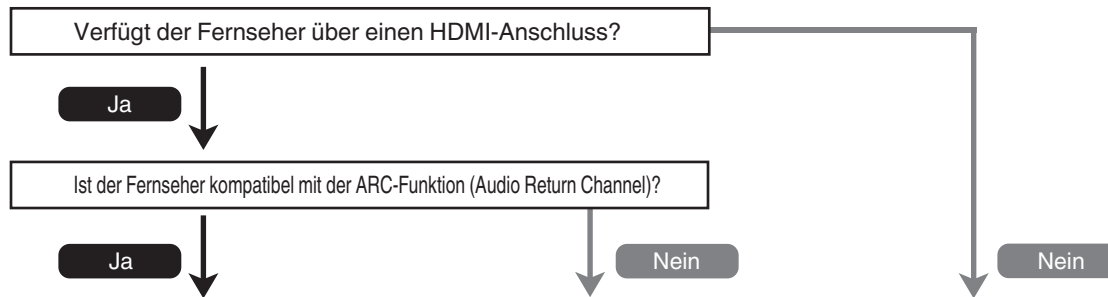 Verfügt der Fernseher über einen HDMI-Anschluss?
Ja
Ist der Fernseher kompatibel mit der ARC-Funktion (Audio Return Channel)?
Ja
Nein
Nein